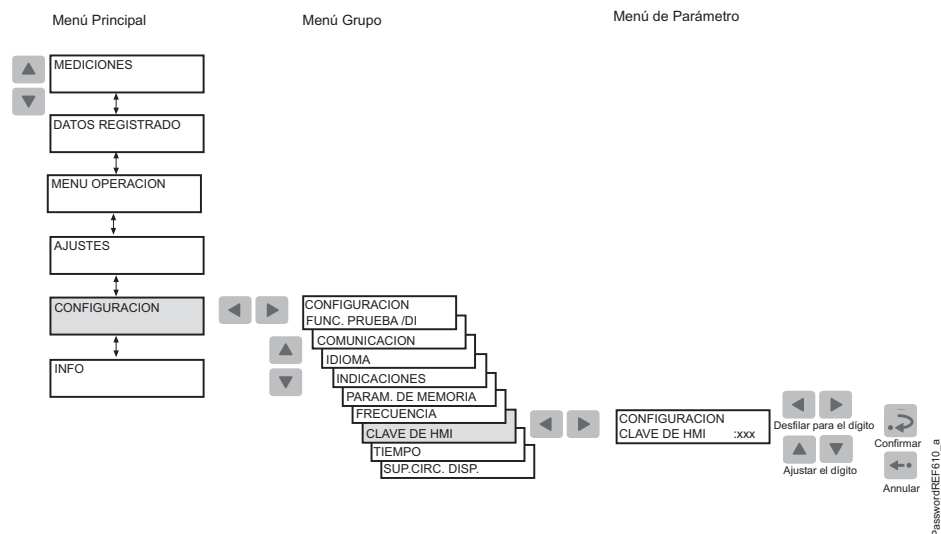 Menú Principal
Menú Grupo
Menú de Parámetro
MEDICIONES
DATOS REGISTRADO
MENU OPERACION
AJUSTES
CONFIGURACION
INFO
CONFIGURACION
FUNC. PRUEBA /DI
COMUNICACION
IDIOMA
INDICACIONES
PARAM. DE MEMORIA
FRECUENCIA
CLAVE DE HMI
TIEMPO
SUP.CIRC. DISP.
CONFIGURACION
CLAVE DE HMI :xxx
Desfilar para el dígito
Ajustar el dígito
Confirmar
Annular
PasswordREF610_a